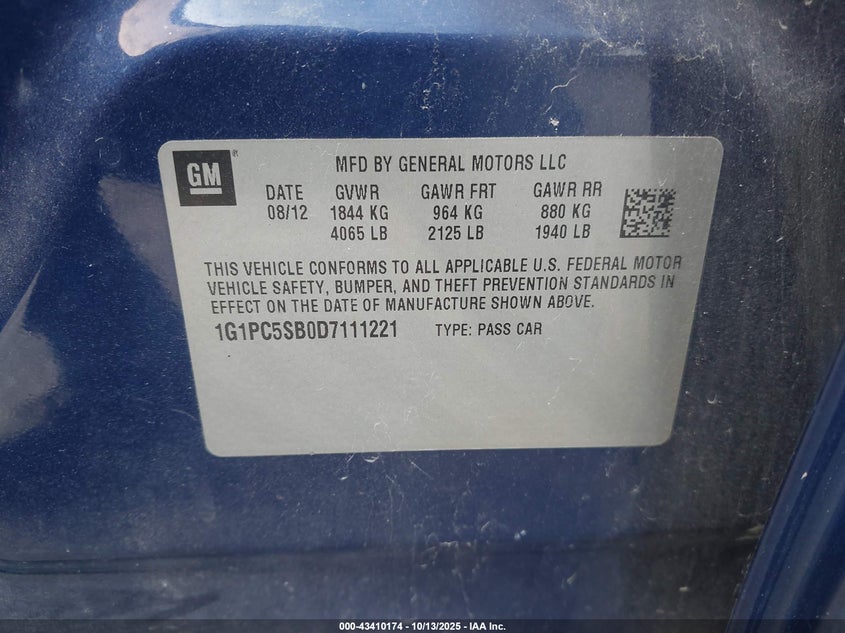 GM ® MFD BY GENERAL MOTORS LLC
DATE GVWR GAWR FRT GAWR RR
08/12 1844 KG 964 KG 880 KG
4065 LB 2125 LB 1940 LB
THIS VEHICLE CONFORMS TO ALL APPLICABLE U.S. FEDERAL MOTOR
VEHICLE SAFETY, BUMPER, AND THEFT PREVENTION STANDARDS IN
EFFECT ON THE DATE OF MANUFACTURE SHOWN ABOVE.
1G1PC5SB0D7111221 TYPE: PASS CAR
000-43410174 | 10/13/2025 - IAA Inc.